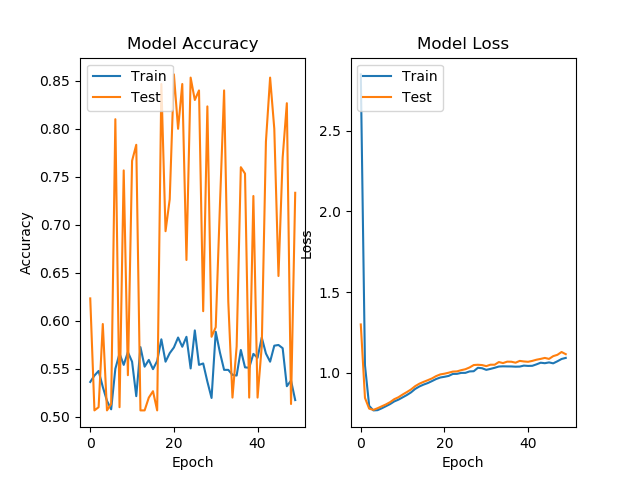 Model Accuracy
Train
Test
0.85
0.80
0.75
0.70
0.65
0.60
0.55
0.50
Accuracy
0
20
40
Epoch
Model Loss
Train
Test
2.5
2.0
1.5
1.0
Loss
0
20
40
Epoch